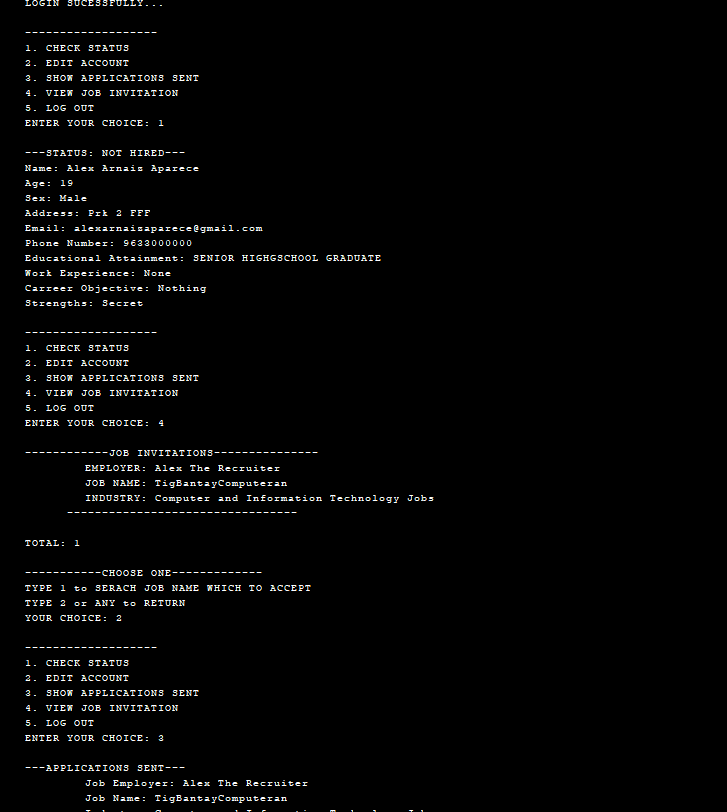 LOGIN SUCESSFULLY...
-------------------
1. CHECK STATUS
2. EDIT ACCOUNT
3. SHOW APPLICATIONS SENT
4. VIEW JOB INVITATION
5. LOG OUT
ENTER YOUR CHOICE: 1
---STATUS: NOT HIRED---
Name: Alex Arnaiz Aparece
Age: 19
Sex: Male
Address: Prk 2 FFF
Email: alexarnaizaparece@gmail.com
Phone Number: 9633000000
Educational Attainment: SENIOR HIGHGSCHOOL GRADUATE
Work Experience: None
Carreer Objective: Nothing
Strengths: Secret
-------------------
1. CHECK STATUS
2. EDIT ACCOUNT
3. SHOW APPLICATIONS SENT
4. VIEW JOB INVITATION
5. LOG OUT
ENTER YOUR CHOICE: 4
------------JOB INVITATIONS---------------
EMPLOYER: Alex The Recruiter
JOB NAME: TigBantayComputeran
INDUSTRY: Computer and Information Technology Jobs
---------------------------------
TOTAL: 1
-----------CHOOSE ONE-------------
TYPE 1 to SERACH JOB NAME WHICH TO ACCEPT
TYPE 2 or ANY to RETURN
YOUR CHOICE: 2
-------------------
1. CHECK STATUS
2. EDIT ACCOUNT
3. SHOW APPLICATIONS SENT
4. VIEW JOB INVITATION
5. LOG OUT
ENTER YOUR CHOICE: 3
---APPLICATIONS SENT---
Job Employer: Alex The Recruiter
Job Name: TigBantayComputeran